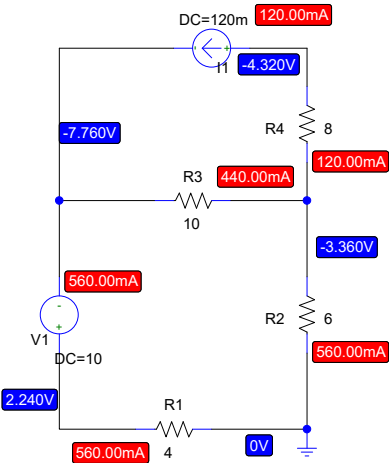 DC=120m
120.00mA
- +
I1
-4.320V
-7.760V
R4
8
120.00mA
R3
440.00mA
10
-3.360V
560.00mA
-
+
V1
DC=10
R2
6
560.00mA
2.240V
R1
0V
560.00mA
4